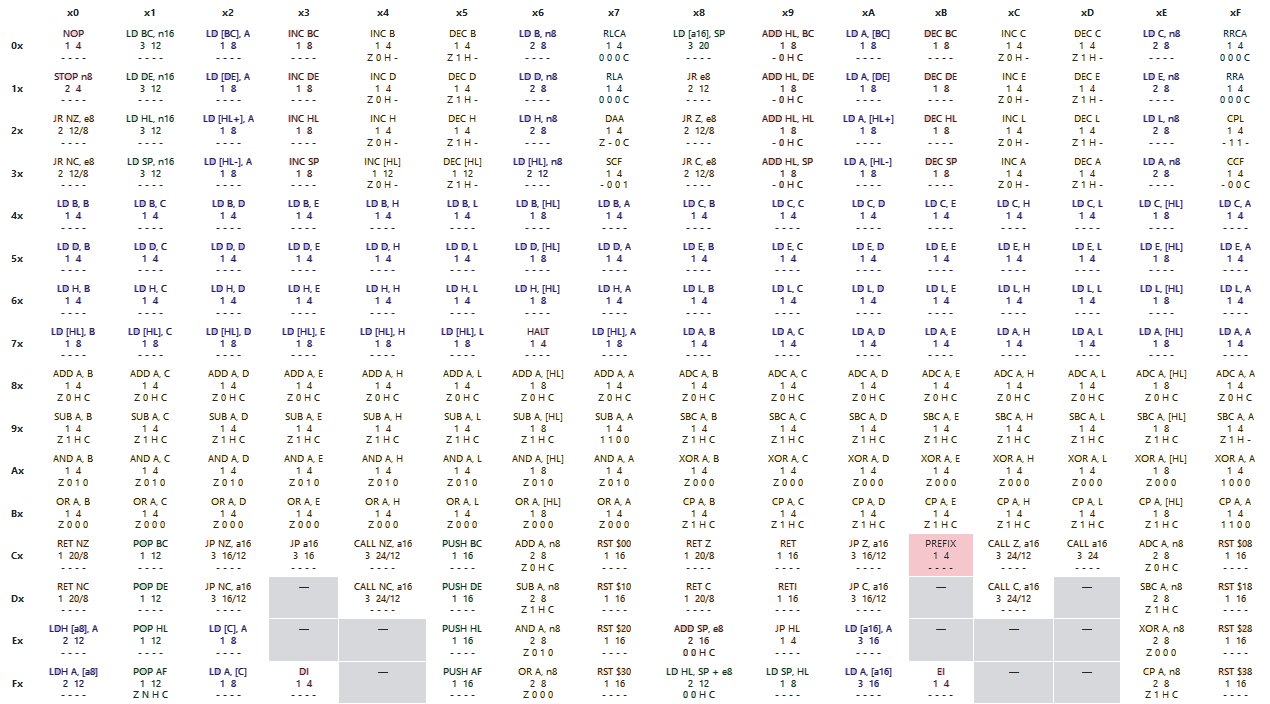 x0 x1 x2 x3 x4 x5 x6 x7 x8 x9 xA xB xC xD xE xF
NOP LD BC, n16 LD [BC], A INC BC INC B DEC B LD B, n8 RLCA LD [a16], SP ADD HL, BC LD A, [BC] DEC BC INC C DEC C LD C, n8 RRCA
0x 1 4 3 12 1 8 1 8 1 4 1 4 2 8 1 4 3 20 1 8 1 8 1 8 1 4 1 4 2 8 1 4
- - - - - - - - - - - - - - - - Z 0 H - Z 1 H - - - - - 0 0 0 C - - - - - 0 H C - - - - - - - - Z 0 H - Z 1 H - - - - - 0 0 0 C
STOP n8 LD DE, n16 LD [DE], A INC DE INC D DEC D LD D, n8 RLA JR e8 ADD HL, DE LD A, [DE] DEC DE INC E DEC E LD E, n8 RRA
1x 2 4 3 12 1 8 1 8 1 4 1 4 2 8 1 4 2 12 1 8 1 8 1 8 1 4 1 4 2 8 1 4
- - - - - - - - - - - - - - - - Z 0 H - Z 1 H - - - - - 0 0 0 C - - - - - 0 H C - - - - - - - - Z 0 H - Z 1 H - - - - - 0 0 0 C
JR NZ, e8 LD HL, n16 LD [HL+], A INC HL INC H DEC H LD H, n8 DAA JR Z, e8 ADD HL, HL LD A, [HL+] DEC HL INC L DEC L LD L, n8 CPL
2x 2 12/8 3 12 1 8 1 8 1 4 1 4 2 8 1 4 2 12/8 1 8 1 8 1 8 1 4 1 4 2 8 1 4
- - - - - - - - - - - - - - - - Z 0 H - Z 1 H - - - - - Z - 0 C - - - - - 0 H C - - - - - - - - Z 0 H - Z 1 H - - - - - - 1 1 -
JR NC, e8 LD SP, n16 LD [HL-], A INC SP INC [HL] DEC [HL] LD [HL], n8 SCF JR C, e8 ADD HL, SP LD A, [HL-] DEC SP INC A DEC A LD A, n8 CCF
3x 2 12/8 3 12 1 8 1 8 1 12 1 12 2 12 1 4 2 12/8 1 8 1 8 1 8 1 4 1 4 2 8 1 4
- - - - - - - - - - - - - - - - Z 0 H - Z 1 H - - - - - - 0 0 1 - - - - - 0 H C - - - - - - - - Z 0 H - Z 1 H - - - - - - 0 0 C
LD B, B LD B, C LD B, D LD B, E LD B, H LD B, L LD B, [HL] LD B, A LD C, B LD C, C LD C, D LD C, E LD C, H LD C, L LD C, [HL] LD C, A
4x 1 4 1 4 1 4 1 4 1 4 1 4 1 8 1 4 1 4 1 4 1 4 1 4 1 4 1 4 1 8 1 4
- - - - - - - - - - - - - - - - - - - - - - - - - - - - - - - - - - - - - - - - - - - - - - - - - - - - - - - - - - - - - - - -
LD D, B LD D, C LD D, D LD D, E LD D, H LD D, L LD D, [HL] LD D, A LD E, B LD E, C LD E, D LD E, E LD E, H LD E, L LD E, [HL] LD E, A
5x 1 4 1 4 1 4 1 4 1 4 1 4 1 8 1 4 1 4 1 4 1 4 1 4 1 4 1 4 1 8 1 4
- - - - - - - - - - - - - - - - - - - - - - - - - - - - - - - - - - - - - - - - - - - - - - - - - - - - - - - - - - - - - - - -
LD H, B LD H, C LD H, D LD H, E LD H, H LD H, L LD H, [HL] LD H, A LD L, B LD L, C LD L, D LD L, E LD L, H LD L, L LD L, [HL] LD L, A
6x 1 4 1 4 1 4 1 4 1 4 1 4 1 8 1 4 1 4 1 4 1 4 1 4 1 4 1 4 1 8 1 4
- - - - - - - - - - - - - - - - - - - - - - - - - - - - - - - - - - - - - - - - - - - - - - - - - - - - - - - - - - - - - - - -
LD [HL], B LD [HL], C LD [HL], D LD [HL], E LD [HL], H LD [HL], L HALT LD [HL], A LD A, B LD A, C LD A, D LD A, E LD A, H LD A, L LD A, [HL] LD A, A
7x 1 8 1 8 1 8 1 8 1 8 1 8 1 4 1 8 1 4 1 4 1 4 1 4 1 4 1 4 1 8 1 4
- - - - - - - - - - - - - - - - - - - - - - - - - - - - - - - - - - - - - - - - - - - - - - - - - - - - - - - - - - - - - - - -
ADD A, B ADD A, C ADD A, D ADD A, E ADD A, H ADD A, L ADD A, [HL] ADD A, A ADC A, B ADC A, C ADC A, D ADC A, E ADC A, H ADC A, L ADC A, [HL] ADC A, A
8x 1 4 1 4 1 4 1 4 1 4 1 4 1 8 1 4 1 4 1 4 1 4 1 4 1 4 1 4 1 8 1 4
Z 0 H C Z 0 H C Z 0 H C Z 0 H C Z 0 H C Z 0 H C Z 0 H C Z 0 H C Z 0 H C Z 0 H C Z 0 H C Z 0 H C Z 0 H C Z 0 H C Z 0 H C Z 0 H C
SUB A, B SUB A, C SUB A, D SUB A, E SUB A, H SUB A, L SUB A, [HL] SUB A, A SBC A, B SBC A, C SBC A, D SBC A, E SBC A, H SBC A, L SBC A, [HL] SBC A, A
9x 1 4 1 4 1 4 1 4 1 4 1 4 1 8 1 4 1 4 1 4 1 4 1 4 1 4 1 4 1 8 1 4
Z 1 H C Z 1 H C Z 1 H C Z 1 H C Z 1 H C Z 1 H C Z 1 H C 1 1 0 0 Z 1 H C Z 1 H C Z 1 H C Z 1 H C Z 1 H C Z 1 H C Z 1 H C Z 1 H -
AND A, B AND A, C AND A, D AND A, E AND A, H AND A, L AND A, [HL] AND A, A XOR A, B XOR A, C XOR A, D XOR A, E XOR A, H XOR A, L XOR A, [HL] XOR A, A
Ax 1 4 1 4 1 4 1 4 1 4 1 4 1 8 1 4 1 4 1 4 1 4 1 4 1 4 1 4 1 8 1 4
Z 0 1 0 Z 0 1 0 Z 0 1 0 Z 0 1 0 Z 0 1 0 Z 0 1 0 Z 0 1 0 Z 0 1 0 Z 0 0 0 Z 0 0 0 Z 0 0 0 Z 0 0 0 Z 0 0 0 Z 0 0 0 Z 0 0 0 1 0 0 0
OR A, B OR A, C OR A, D OR A, E OR A, H OR A, L OR A, [HL] OR A, A CP A, B CP A, C CP A, D CP A, E CP A, H CP A, L CP A, [HL] CP A, A
Bx 1 4 1 4 1 4 1 4 1 4 1 4 1 8 1 4 1 4 1 4 1 4 1 4 1 4 1 4 1 8 1 4
Z 0 0 0 Z 0 0 0 Z 0 0 0 Z 0 0 0 Z 0 0 0 Z 0 0 0 Z 0 0 0 Z 0 0 0 Z 1 H C Z 1 H C Z 1 H C Z 1 H C Z 1 H C Z 1 H C Z 1 H C 1 1 0 0
RET NZ POP BC JP NZ, a16 JP a16 CALL NZ, a16 PUSH BC ADD A, n8 RST $00 RET Z RET JP Z, a16 PREFIX CALL Z, a16 CALL a16 ADC A, n8 RST $08
Cx 1 20/8 1 12 3 16/12 3 16 3 24/12 1 16 2 8 1 16 1 20/8 1 16 3 16/12 1 4 3 24/12 3 24 2 8 1 16
- - - - - - - - - - - - - - - - - - - - - - - - Z 0 H C - - - - - - - - - - - - - - - - - - - - - - - - - - - - Z 0 H C - - - -
RET NC POP DE JP NC, a16 — CALL NC, a16 PUSH DE SUB A, n8 RST $10 RET C RETI JP C, a16 — CALL C, a16 — SBC A, n8 RST $18
Dx 1 20/8 1 12 3 16/12 3 24/12 1 16 2 8 1 16 1 20/8 1 16 3 16/12 3 24/12 2 8 1 16
- - - - - - - - - - - - - - - - - - - - Z 1 H C - - - - - - - - - - - - - - - - - - - - Z 1 H C - - - -
LDH [a8], A POP HL LD [C], A — — PUSH HL AND A, n8 RST $20 ADD SP, e8 JP HL LD [a16], A — — — XOR A, n8 RST $28
Ex 2 12 1 12 1 8 1 16 2 8 1 16 2 16 1 4 3 16 2 8 1 16
- - - - - - - - - - - - - - - - Z 0 1 0 - - - - 0 0 H C - - - - - - - - Z 0 0 0 - - - -
LDH A, [a8] POP AF LD A, [C] DI — PUSH AF OR A, n8 RST $30 LD HL, SP + e8 LD SP, HL LD A, [a16] EI — — CP A, n8 RST $38
Fx 2 12 1 12 1 8 1 4 1 16 2 8 1 16 2 12 1 8 3 16 1 4 2 8 1 16
- - - - Z N H C - - - - - - - - - - - - Z 0 0 0 - - - - 0 0 H C - - - - - - - - - - - - Z 1 H C - - - -